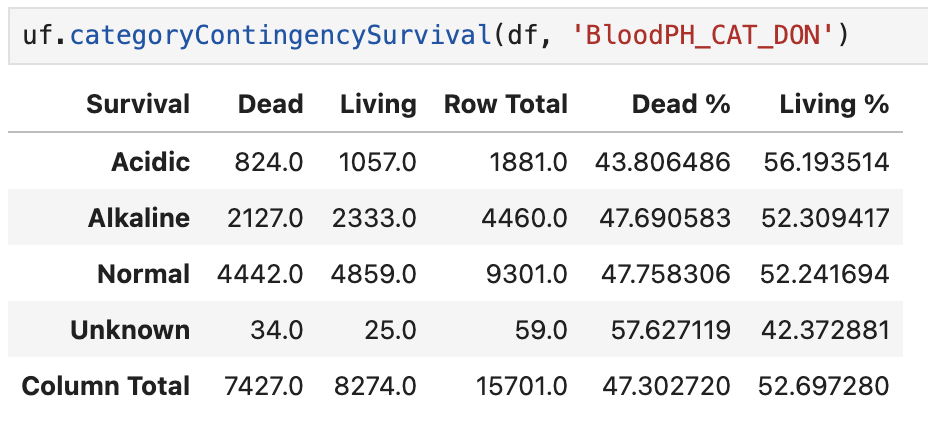 uf.categoryContingencySurvival(df, 'BloodPH_CAT_DON')
Survival Dead Living Row Total Dead % Living %
Acidic 824.0 1057.0 1881.0 43.806486 56.193514
Alkaline 2127.0 2333.0 4460.0 47.690583 52.309417
Normal 4442.0 4859.0 9301.0 47.758306 52.241694
Unknown 34.0 25.0 59.0 57.627119 42.372881
Column Total 7427.0 8274.0 15701.0 47.302720 52.697280